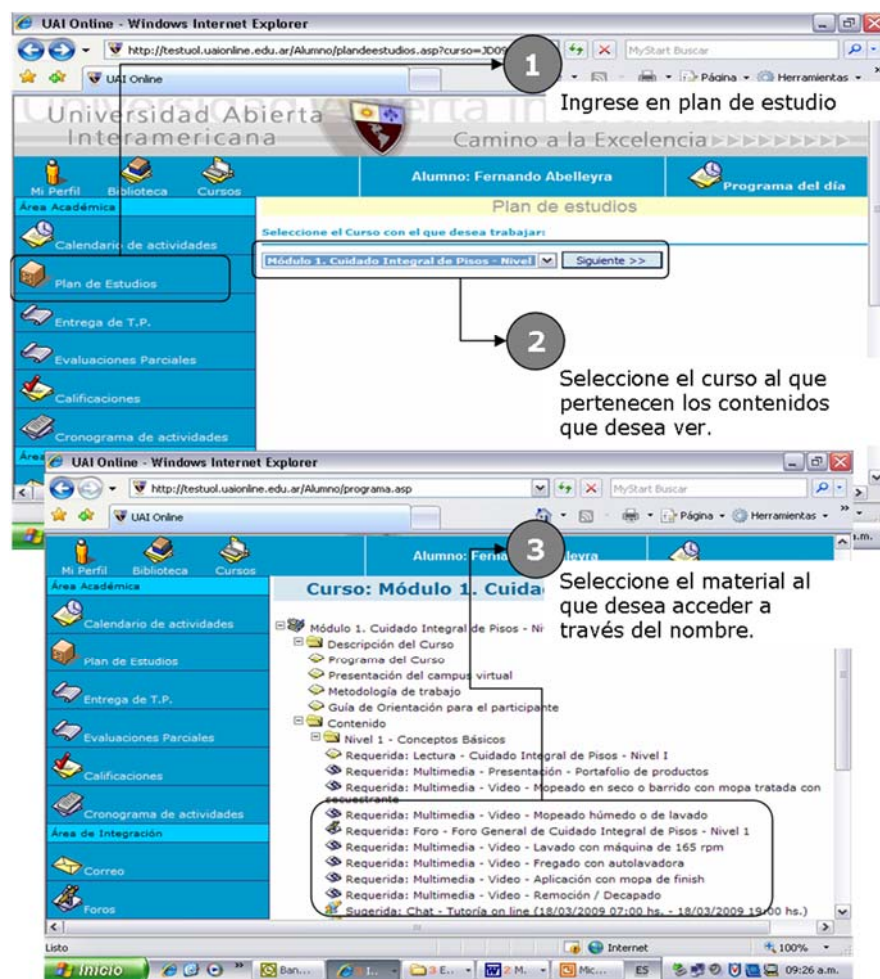 UAI Online - Windows Internet Explorer
http://testuol.uaionline.edu.ar/Alumno/plandeestudios.asp?curso=JD09
MyStart Buscar
UAI Online
Página
Herramientas
1
Ingrese en plan de estudio
Universidad Abierta
Interamericana
Camino a la Excelencia
Mi Perfil
Biblioteca
Cursos
Alumno: Fernando Abelleyra
Programa del día
Área Académica
Plan de estudios
Calendario de actividades
Seleccione el Curso con el que desea trabajar:
Módulo 1. Cuidado Integral de Pisos - Nivel
Siguiente >>
Plan de Estudios
Entrega de T.P.
2
Evaluaciones Parciales
Seleccione el curso al que
pertenecen los contenidos
que desea ver.
Calificaciones
Cronograma de actividades
UAI Online - Windows Internet Explorer
http://testuol.uaionline.edu.ar/Alumno/programa.asp
MyStart Buscar
UAI Online
Página
Herramientas
a.m.
Mi Perfil
Biblioteca
Cursos
Alumno:
3
Seleccione el material al
que desea acceder a
través del nombre.
Área Académica
Curso: Módulo 1.
Calendario de actividades
Módulo 1. Cuidado Integral de Pisos -
Descripción del Curso
Programa del Curso
Plan de Estudios
Presentación del campus virtual
Metodología de trabajo
Entrega de T.P.
Guía de Orientación para el participante
Contenido
Evaluaciones Parciales
Nivel 1 - Conceptos Básicos
Requerida: Lectura - Cuidado Integral de Pisos - Nivel I
Calificaciones
Requerida: Multimedia - Presentación - Portafolio de productos
Requerida: Multimedia - Video - Mopeado en seco o barrido con mopa tratada con
secuestrante
Cronograma de actividades
Requerida: Multimedia - Video - Mopeado húmedo o de lavado
Área de Integración
Requerida: Foro - Foro General de Cuidado Integral de Pisos - Nivel 1
Requerida: Multimedia - Video - Lavado con máquina de 165 rpm
Correo
Requerida: Multimedia - Video - Fregado con autolavadora
Requerida: Multimedia - Video - Aplicación con mopa de finish
Requerida: Multimedia - Video - Remoción / Decapado
Foros
Sugerida: Chat - Tutoría on line (18/03/2009 07:00 hs. - 18/03/2009 19:00 hs.)
Listo
Internet
100%
Inicio
Ban...
I..
3 E..
2 M.
Mic...
ES
09:26 a.m.